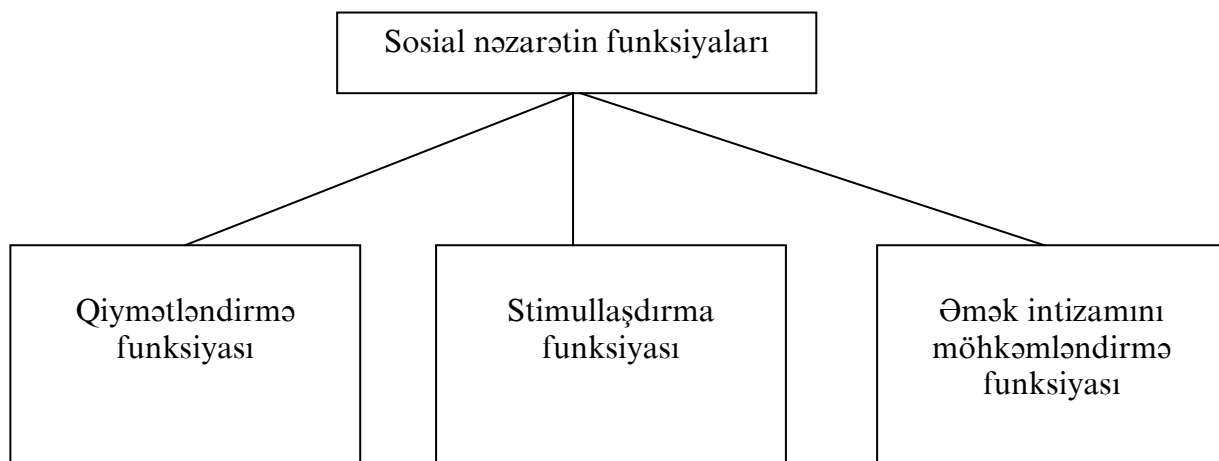 Sosial nəzarətin funksiyaları
Qiymətləndirmə
funksiyası
Stimullaşdırma
funksiyası
Əmək intizamını
möhkəmləndirmə
funksiyası